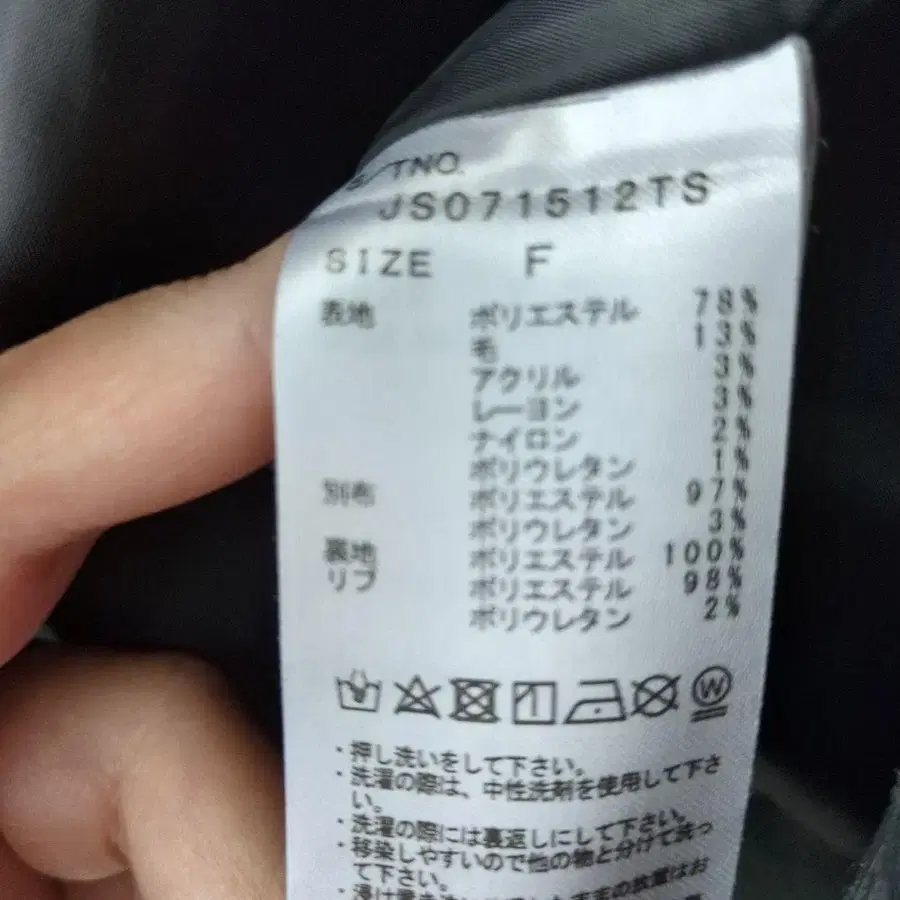 S/TNO.
JS071512TS
SIZE F
表地 ポリエステル 78%
毛 13%
アクリル 3%
レーヨン 3%
ナイロン 2%
ポリウレタン 1%
別布 ポリエステル 97%
ポリウレタン 3%
裏地 ポリエステル 100%
リブ ポリエステル 98%
ポリウレタン 2%
W
・押し洗いをして下さい。
・洗濯の際は、中性洗剤を使用して下さ
い。
・洗濯の際には裏返しにして下さい。
・移染しやすいので他の物と分けて洗っ
て下さい。